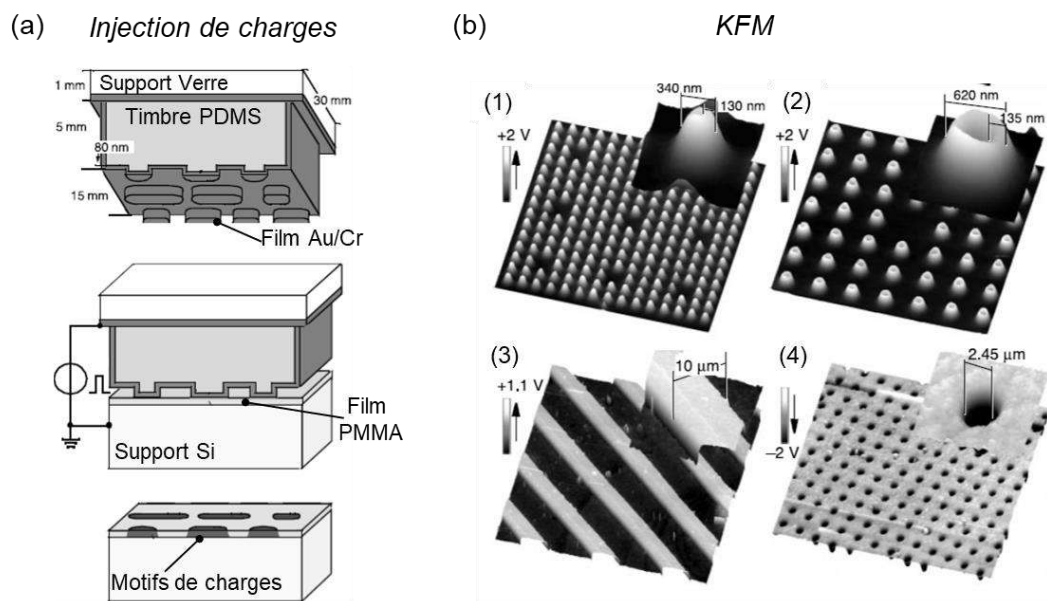 (a) Injection de charges
1 mm
Support Verre
30 mm
5 mm
Timbre PDMS
80 nm
15 mm
Film Au/Cr
Film
PMMA
Support Si
Motifs de charges
(b) KFM
(1)
340 nm
130 nm
+2 V
(2)
620 nm
135 nm
+2 V
(3)
10 µm
+1.1 V
(4)
2.45 µm
−2 V